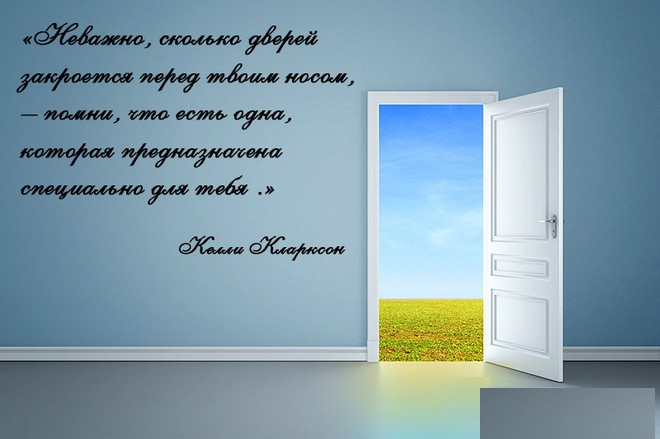 «Неважно, сколько дверей
закроется перед твоим носом,
— помни, что есть одна,
которая предназначена
специально для тебя .»
Келли Кларксон